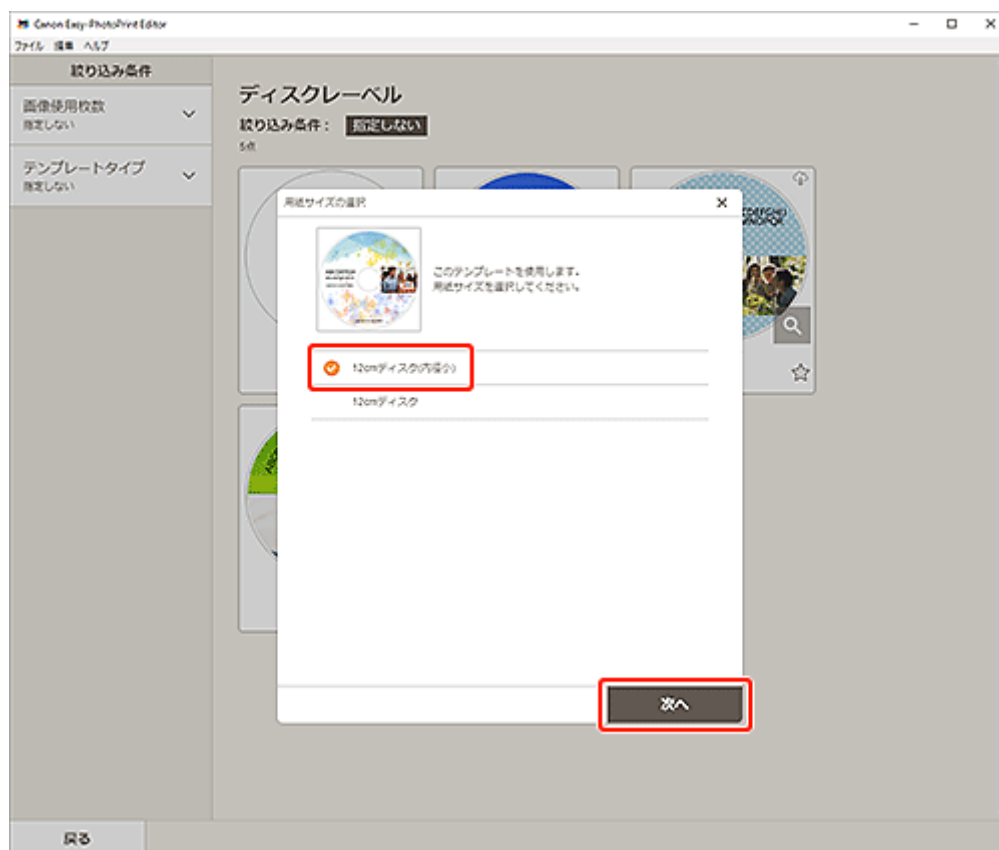 Canon Easy-PhotoPrint Editor
ファイル 編集 ヘルプ
絞り込み条件
画像使用枚数
指定しない
テンプレートタイプ
指定しない
ディスクレーベル
絞り込み条件： 指定しない
5点
用紙サイズの選択
このテンプレートを使用します。
用紙サイズを選択してください。
12cmディスク(内径小)
12cmディスク
次へ
戻る